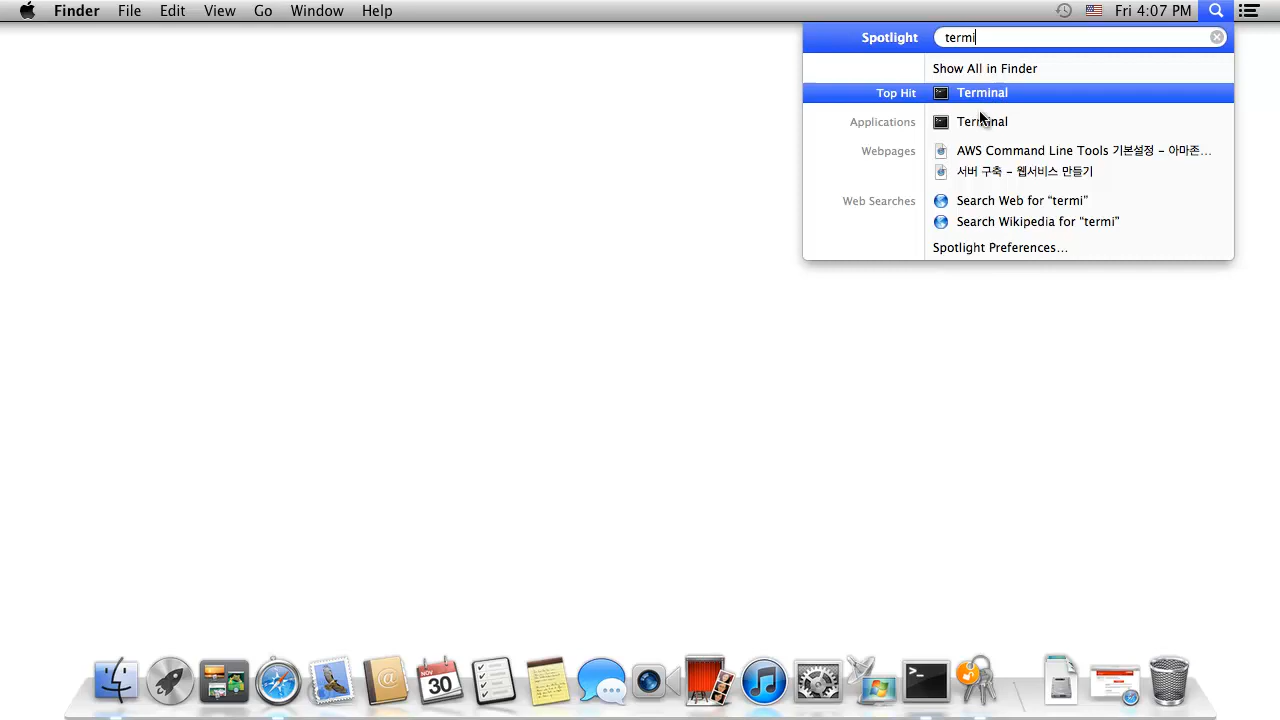 Finder File Edit View Go Window Help Fri 4:07 PM
Spotlight termi
Show All in Finder
Top Hit Terminal
Applications Terminal
Webpages AWS Command Line Tools 기본설정 – 아마존...
서버 구축 – 웹서비스 만들기
Web Searches Search Web for “termi”
Search Wikipedia for “termi”
Spotlight Preferences...
NOV
30